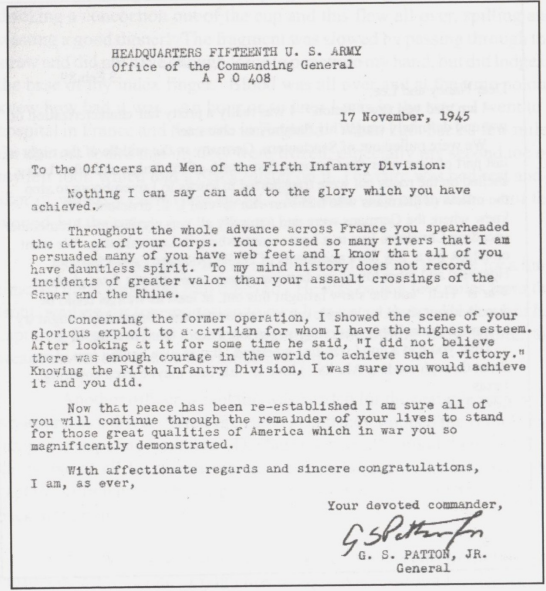 HEADQUARTERS FIFTEENTH U. S. ARMY
Office of the Commanding General
A P O 408
17 November, 1945
To the Officers and Men of the Fifth Infantry Division:
Nothing I can say can add to the glory which you have
achieved.
Throughout the whole advance across France you spearheaded
the attack of your Corps. You crossed so many rivers that I am
persuaded many of you have web feet and I know that all of you
have dauntless spirit. To my mind history does not record
incidents of greater valor than your assault crossings of the
Sauer and the Rhine.
Concerning the former operation, I showed the scene of your
glorious exploit to a civilian for whom I have the highest esteem.
After looking at it for some time he said, "I did not believe
there was enough courage in the world to achieve such a victory."
Knowing the Fifth Infantry Division, I was sure you would achieve
it and you did.
Now that peace has been re-established I am sure all of
you will continue through the remainder of your lives to stand
for those great qualities of America which in war you so
magnificently demonstrated.
With affectionate regards and sincere congratulations,
I am, as ever,
Your devoted commander,
G S Patton Jr
G. S. PATTON, JR.
General